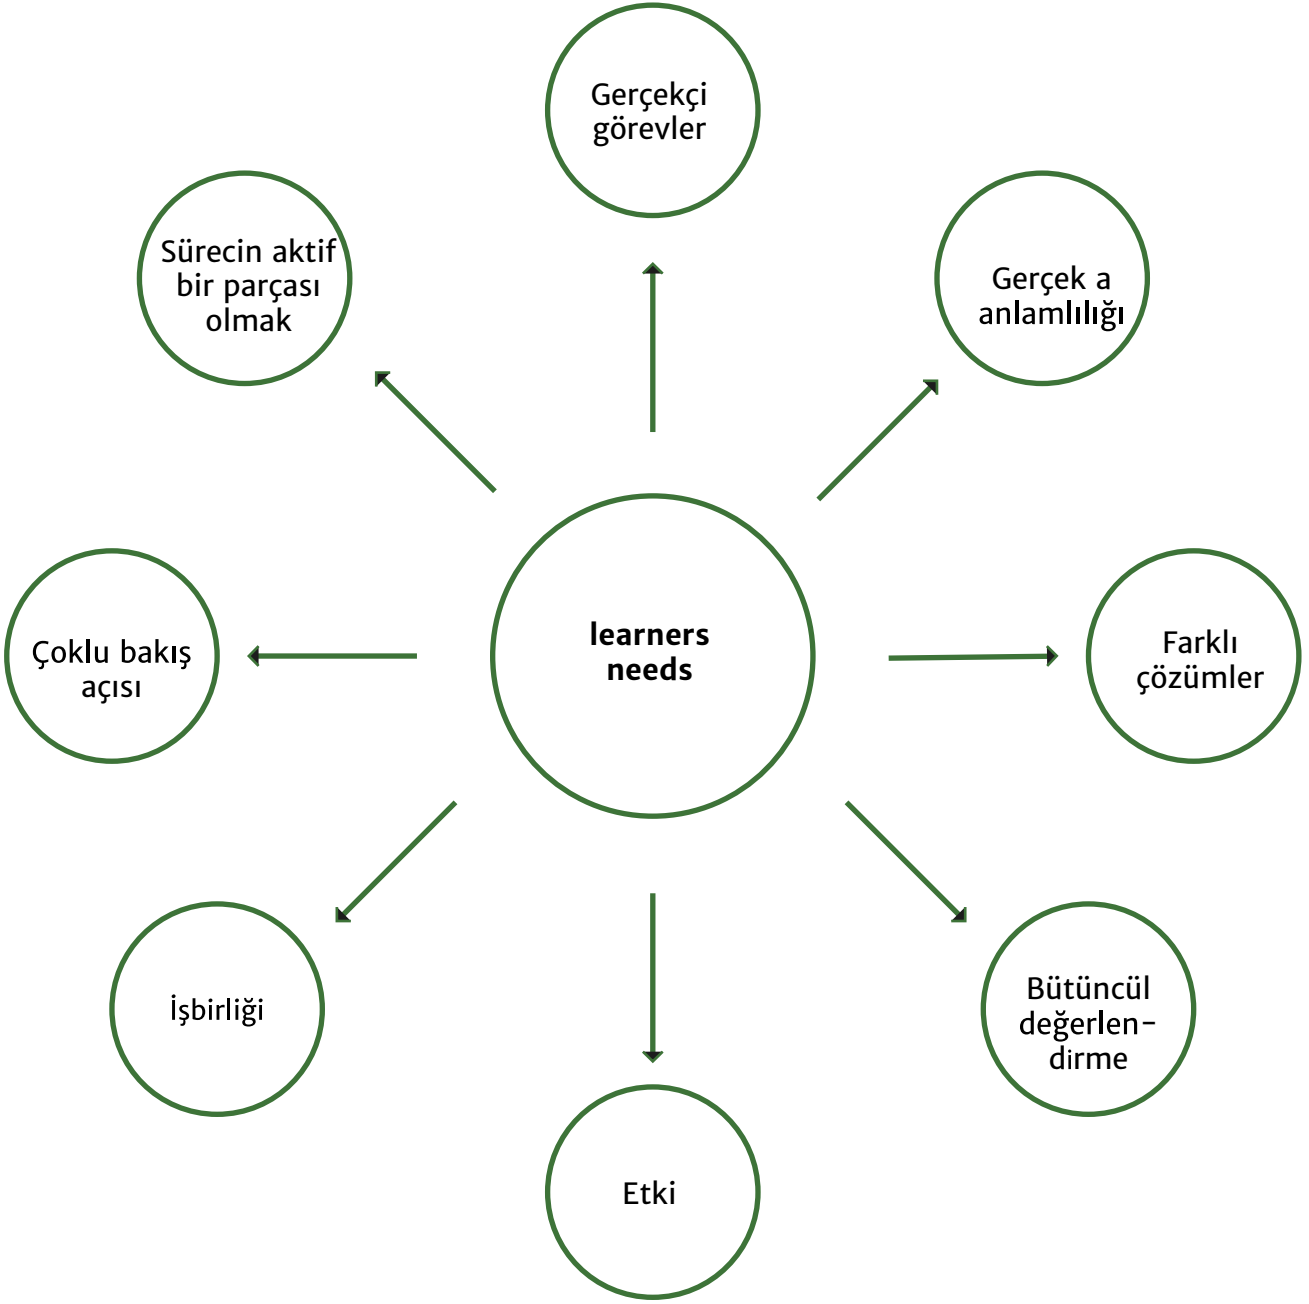 Gerçekçi
görevler
Sürecin aktif
bir parçası
olmak
Gerçek a
anlamlılığı
learners
needs
Çoklu bakış
açısı
Farklı
çözümler
İşbirliği
Bütüncül
değerlen-
dirme
Etki